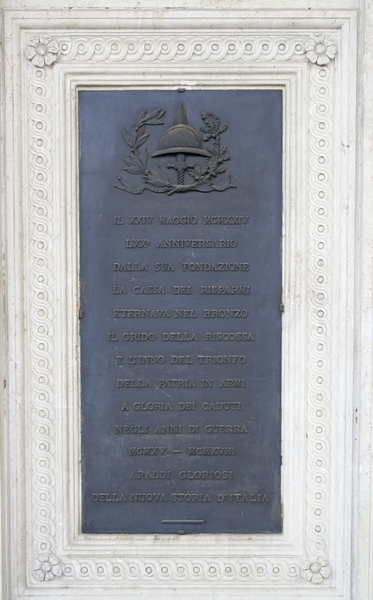 IL XXIV MAGGIO MCMXXIV
LXX° ANNIVERSARIO
DALLA SUA FONDAZIONE
LA CASSA DEI RISPARMI
ETERNAVA NEL BRONZO
IL GRIDO DELLA RISCOSSA
E L'INNO DEL TRIONFO
DELLA PATRIA IN ARMI
A GLORIA DEI CADUTI
NEGLI ANNI DI GUERRA
MCMXV - MCMXVIII
ARALDI GLORIOSI
DELLA NUOVA STORIA D'ITALIA